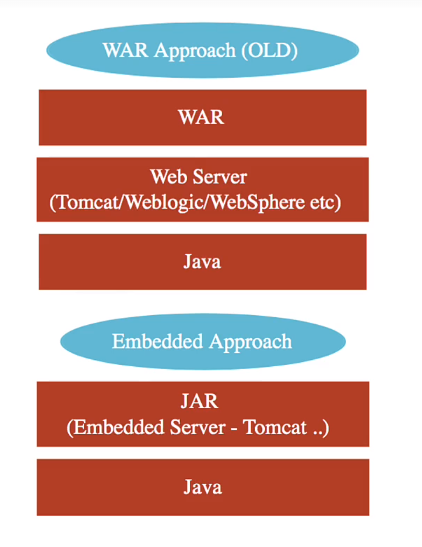 WAR Approach (OLD)
WAR
Web Server
(Tomcat/Weblogic/WebSphere etc)
Java
Embedded Approach
JAR
(Embedded Server - Tomcat ..)
Java